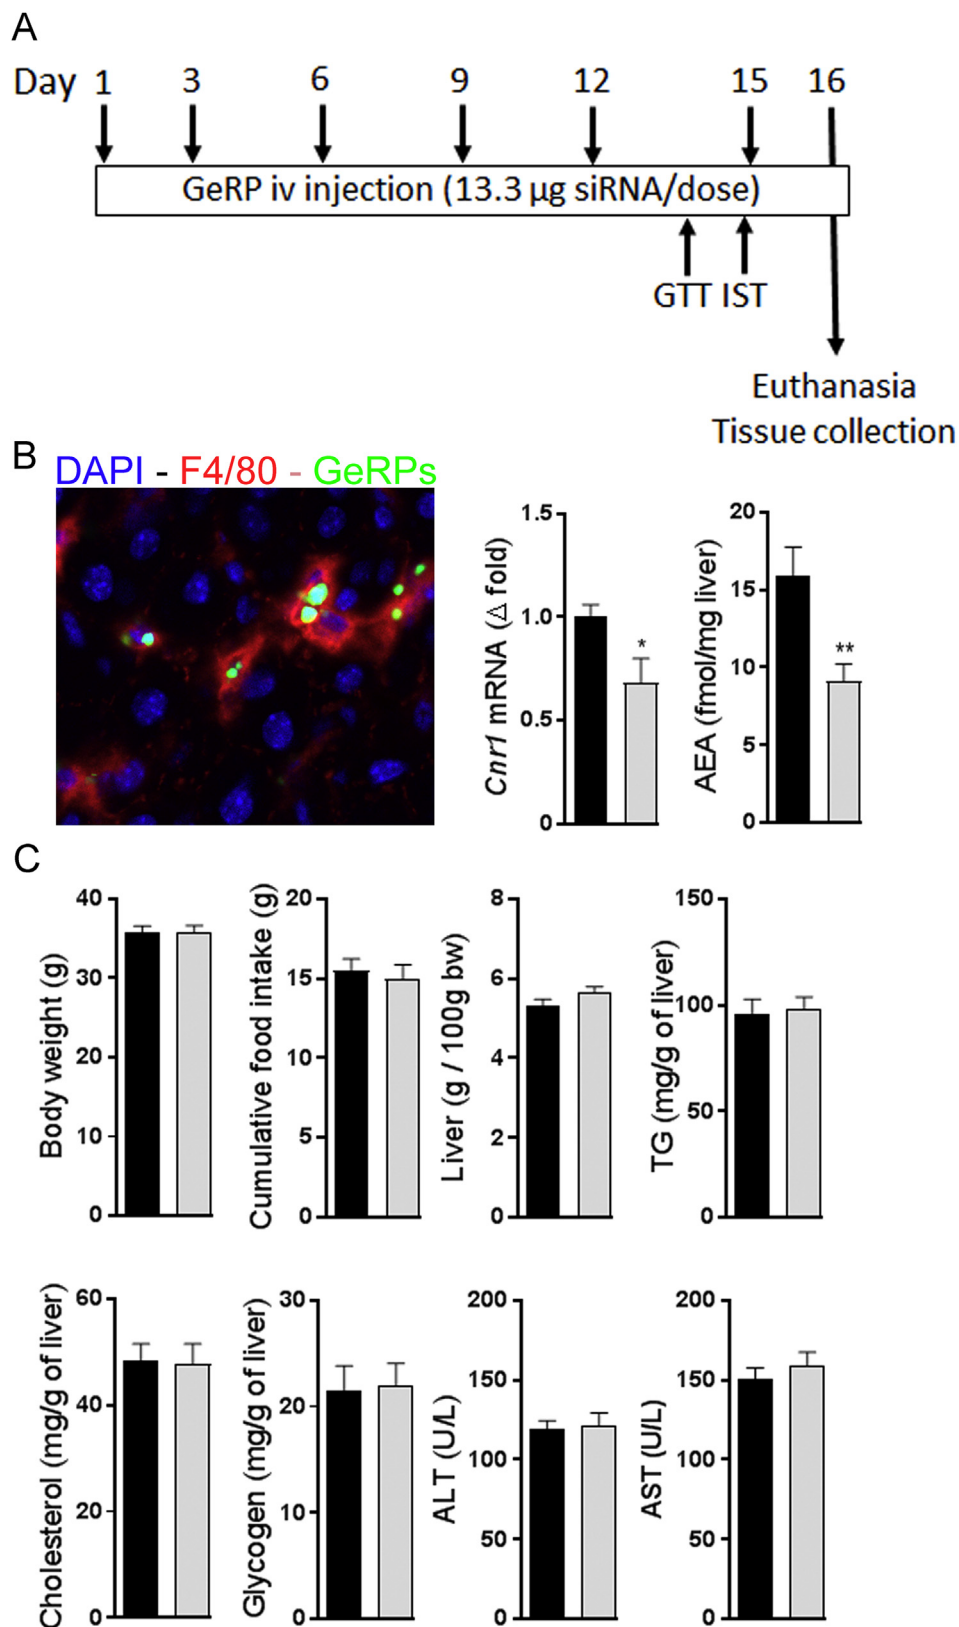 A
Day 1 3 6 9 12 15 16
GeRP iv injection (13.3 µg siRNA/dose)
GTT IST
Euthanasia
Tissue collection
B
DAPI - F4/80 - GeRPs
Cnr1 mRNA (Δ fold)
1.5
1.0
0.5
0
*
AEA (fmol/mg liver)
20
15
10
5
0
**
C
Body weight (g)
40
30
20
10
0
Cumulative food intake (g)
20
15
10
5
0
Liver (g / 100g bw)
8
6
4
2
0
TG (mg/g of liver)
150
100
50
0
Cholesterol (mg/g of liver)
60
40
20
0
Glycogen (mg/g of liver)
30
20
10
0
ALT (U/L)
200
150
100
50
0
AST (U/L)
200
150
100
50
0